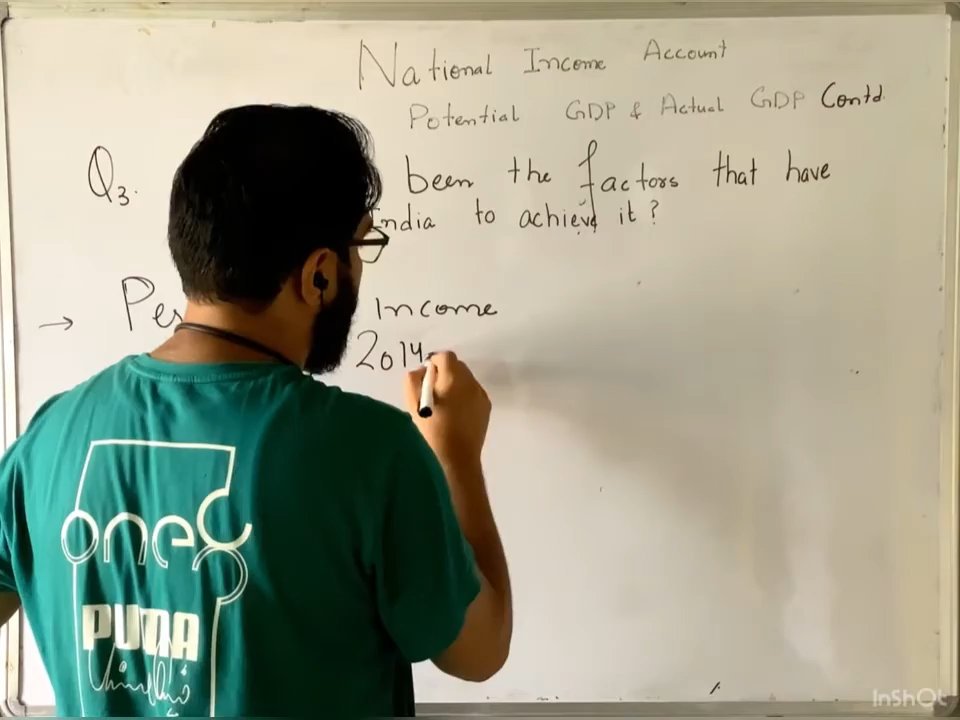 National Income Account
Potential GDP & Actual GDP Contd.
Q3. been the factors that have
India to achieve it?
→ Per Income
2014-
one8
PUMA
InShOt